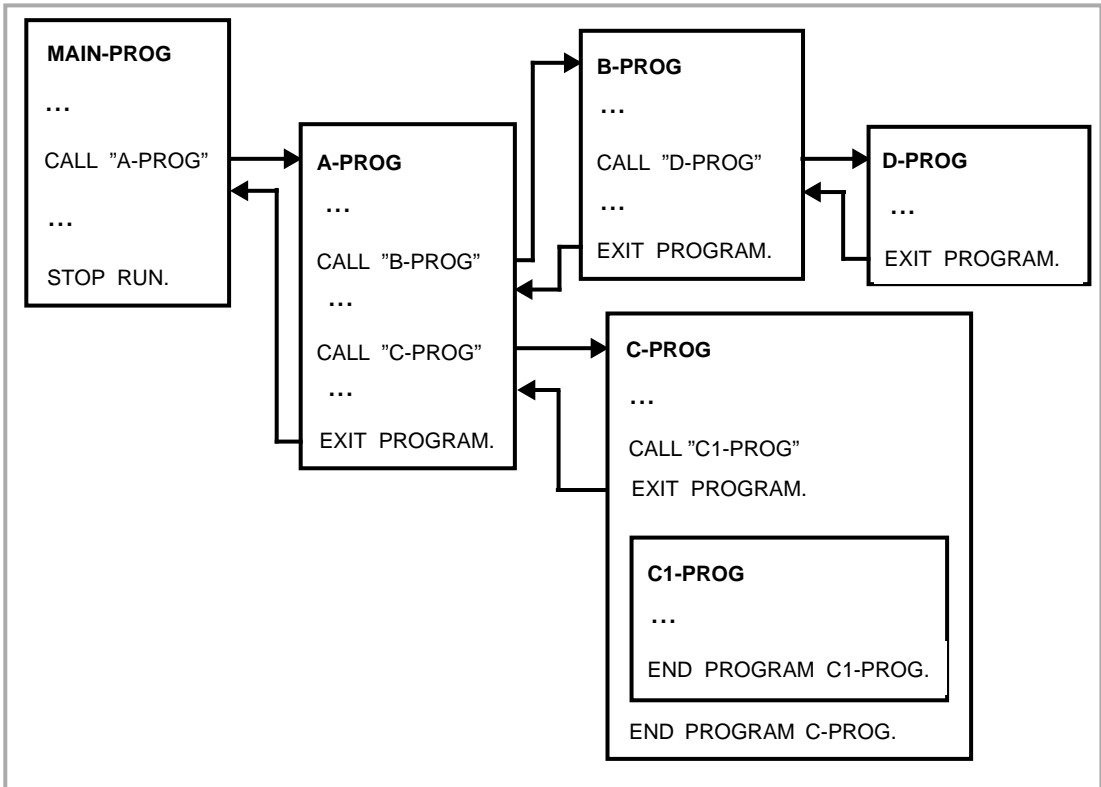 MAIN-PROG
...
CALL ”A-PROG”
...
STOP RUN.
A-PROG
...
CALL ”B-PROG”
...
CALL ”C-PROG”
...
EXIT PROGRAM.
B-PROG
...
CALL ”D-PROG”
...
EXIT PROGRAM.
D-PROG
...
EXIT PROGRAM.
C-PROG
...
CALL ”C1-PROG”
EXIT PROGRAM.
C1-PROG
...
END PROGRAM C1-PROG.
END PROGRAM C-PROG.